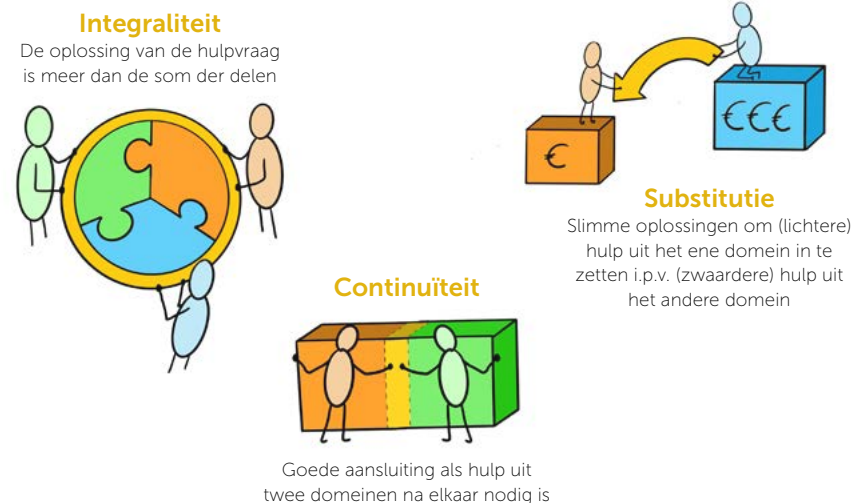 Integraliteit
De oplossing van de hulpvraag
is meer dan de som der delen
€
€€€
Substitutie
Slimme oplossingen om (lichtere)
hulp uit het ene domein in te
zetten i.p.v. (zwaardere) hulp uit
het andere domein
Continuïteit
Goede aansluiting als hulp uit
twee domeinen na elkaar nodig is